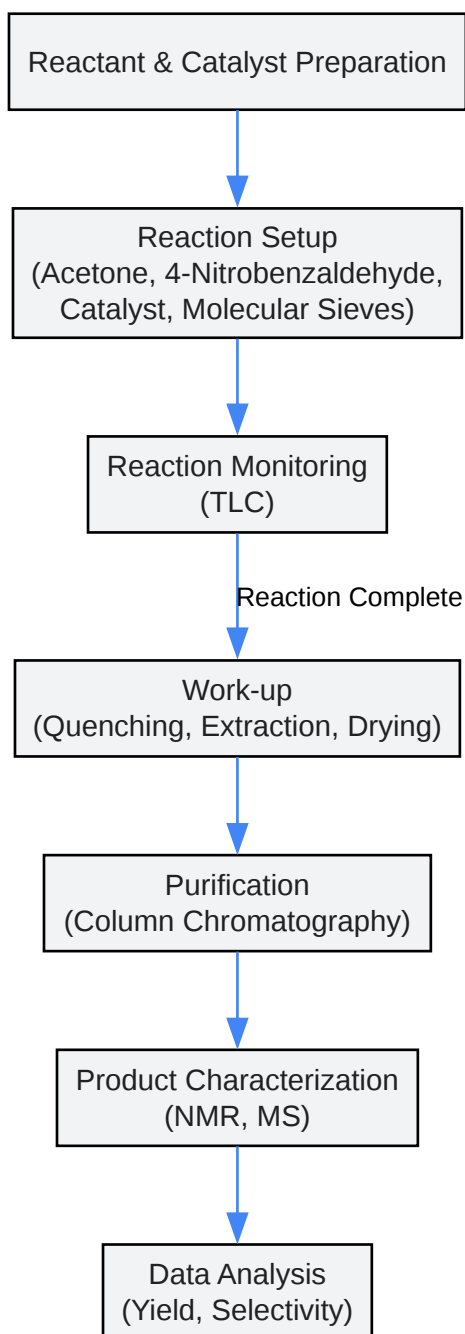 Reactant & Catalyst Preparation
Reaction Setup
(Acetone, 4-Nitrobenzaldehyde,
Catalyst, Molecular Sieves)
Reaction Monitoring
(TLC)
Reaction Complete
Work-up
(Quenching, Extraction, Drying)
Purification
(Column Chromatography)
Product Characterization
(NMR, MS)
Data Analysis
(Yield, Selectivity)